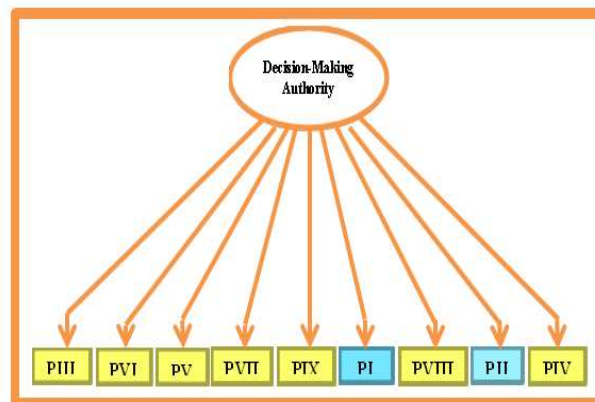 Decision-Making
Authority
PIII PVI PV PVII PIX PI PVIII PII PIV